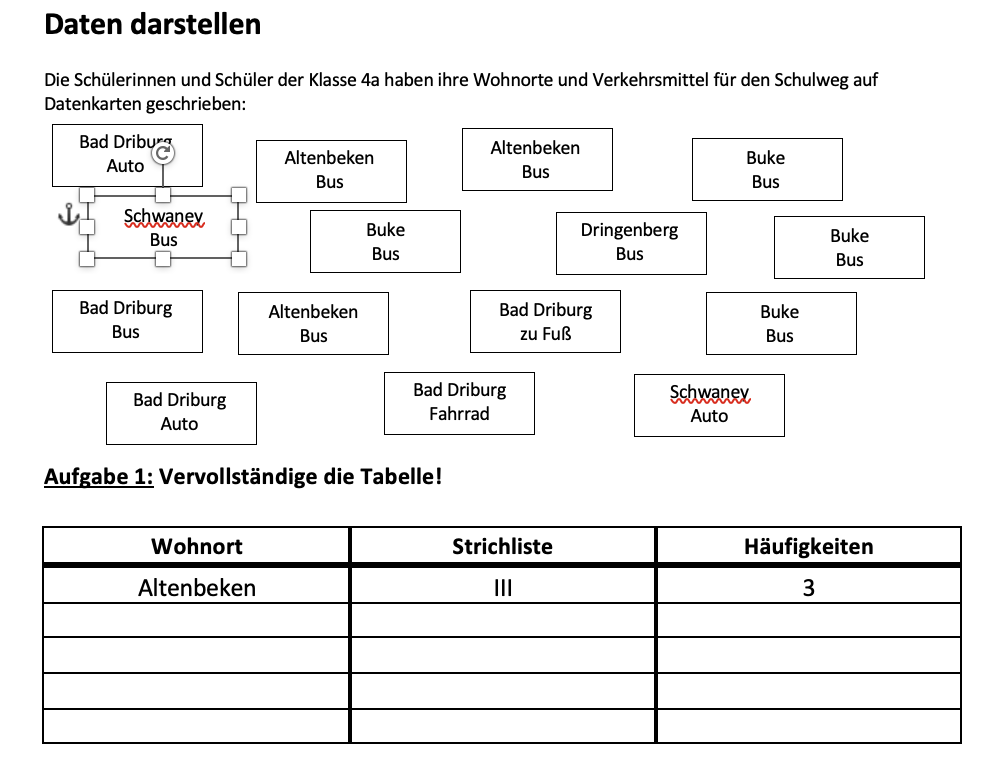 Daten darstellen
Die Schülerinnen und Schüler der Klasse 4a haben ihre Wohnorte und Verkehrsmittel für den Schulweg auf
Datenkarten geschrieben:
Bad Driburg
Auto
Altenbeken
Bus
Altenbeken
Bus
Buke
Bus
Schwaney
Bus
Buke
Bus
Dringenberg
Bus
Buke
Bus
Bad Driburg
Bus
Altenbeken
Bus
Bad Driburg
zu Fuß
Buke
Bus
Bad Driburg
Auto
Bad Driburg
Fahrrad
Schwaney
Auto
Aufgabe 1: Vervollständige die Tabelle!
Wohnort Strichliste Häufigkeiten
Altenbeken III 3